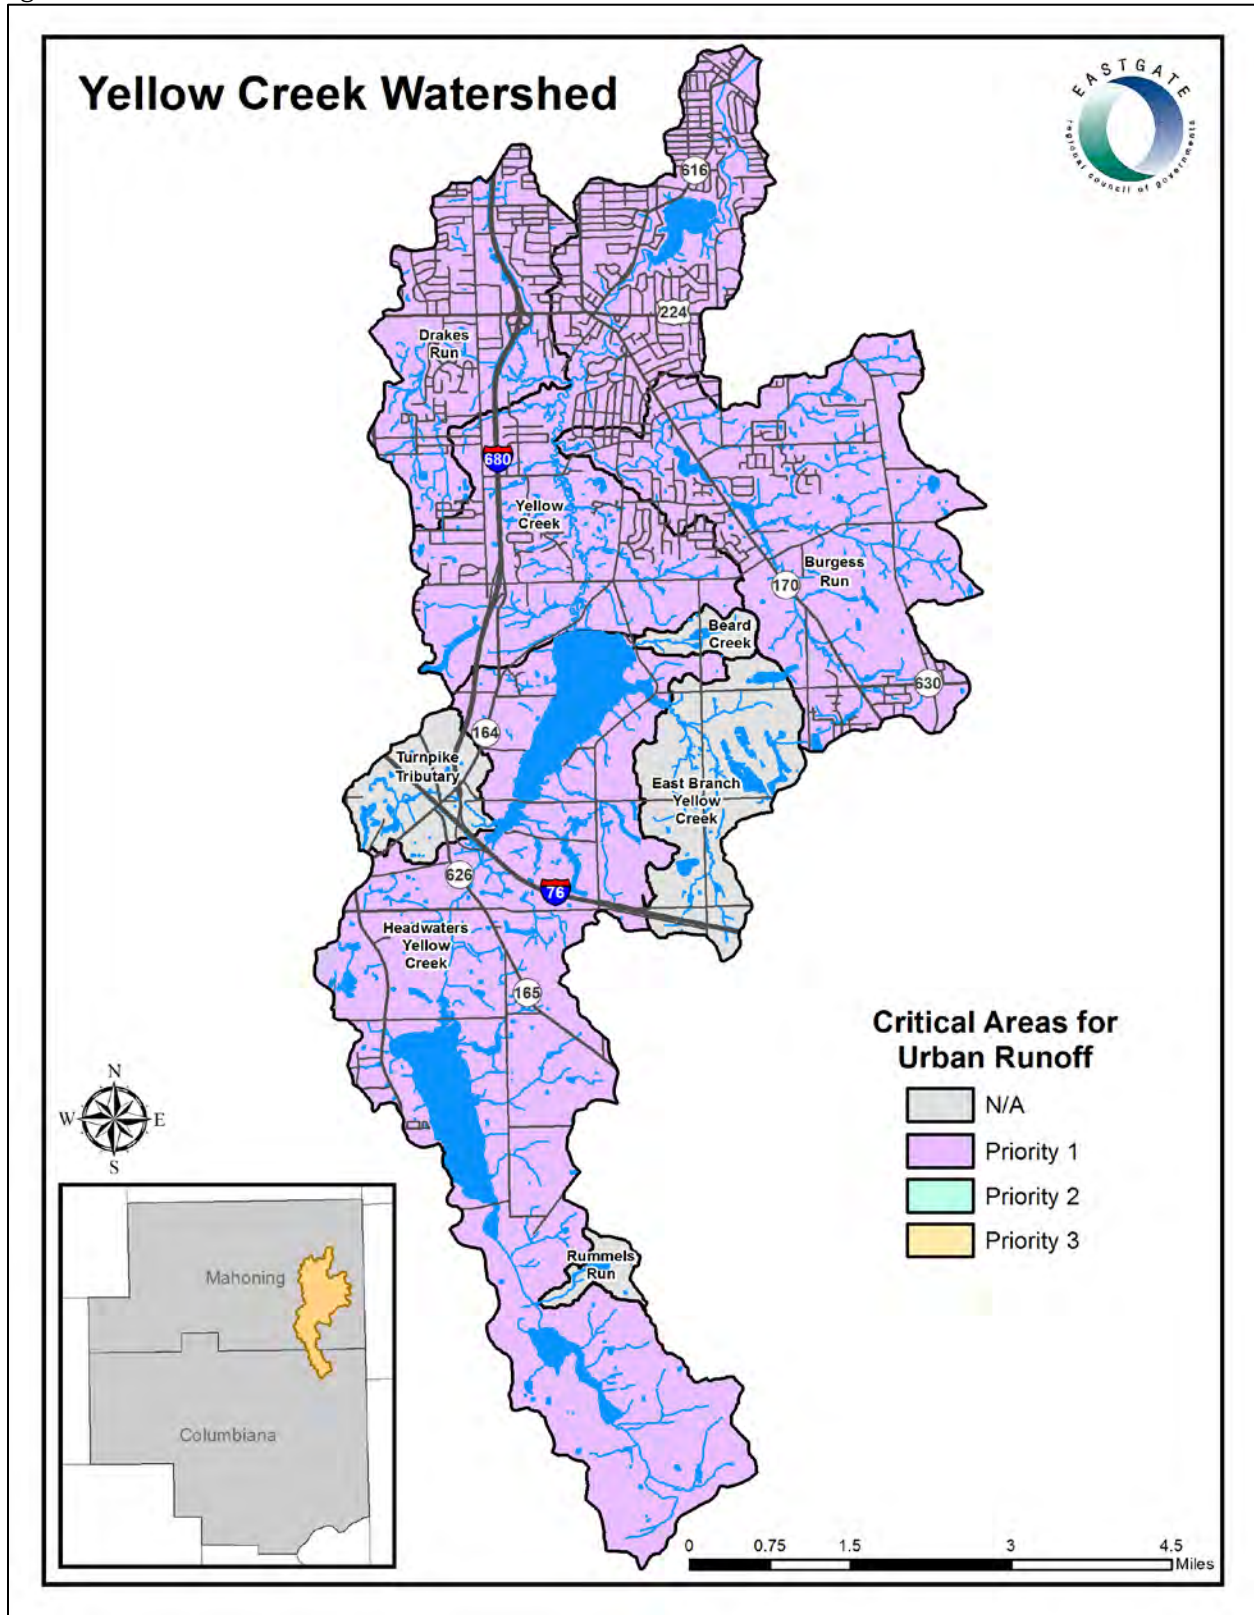 Yellow Creek Watershed
EASTGATE
regional council of governments
616
224
Drakes
Run
680
Yellow
Creek
Burgess
Run
170
Beard
Creek
630
164
Turnpike
Tributary
East Branch
Yellow
Creek
626
76
Headwaters
Yellow
Creek
165
Critical Areas for
Urban Runoff
N/A
Priority 1
Priority 2
Priority 3
N
W E
S
Rummels
Run
Mahoning
Columbiana
0 0.75 1.5 3 4.5
Miles